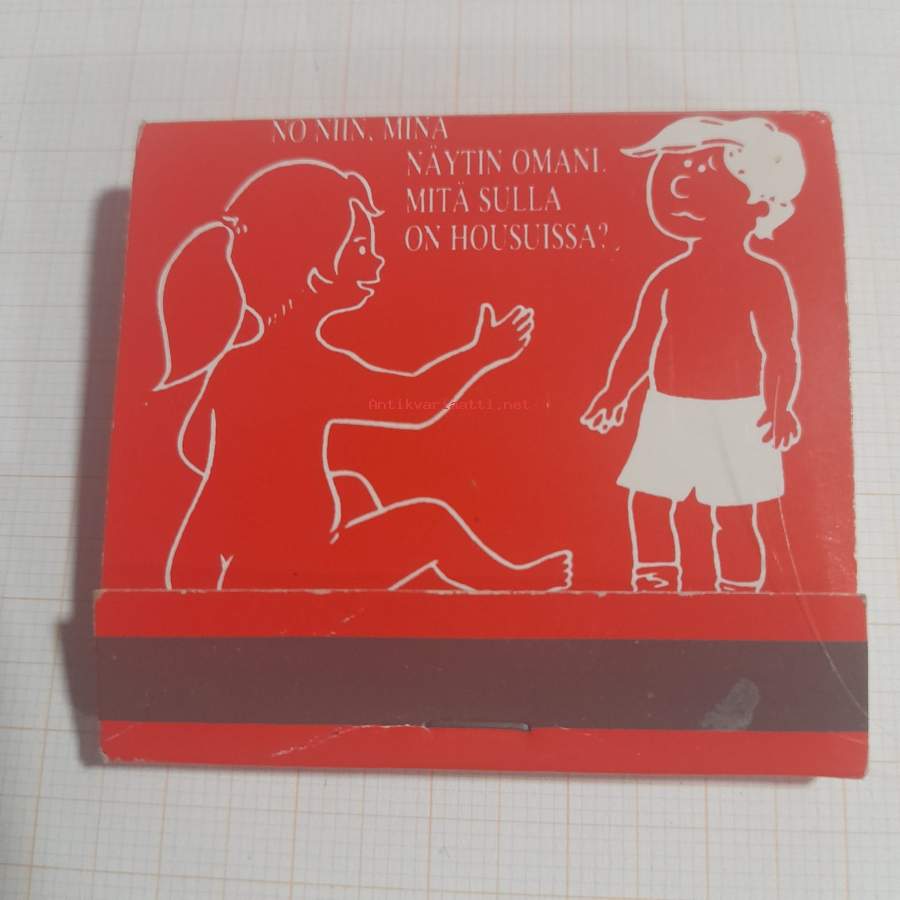 NO NIIN, MINÄ
NÄYTIN OMANI.
MITÄ SULLA
ON HOUSUISSA?
Antikvariaatti.net